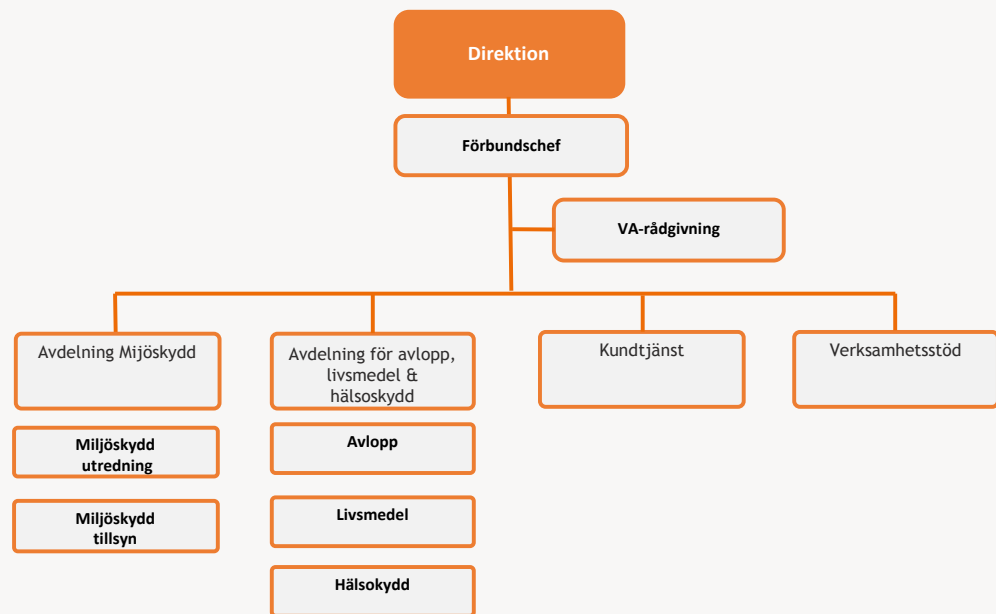 Direktion
Förbundschef
VA-rådgivning
Avdelning Mijöskydd
Avdelning för avlopp,
livsmedel &
hälsoskydd
Kundtjänst
Verksamhetsstöd
Miljöskydd
utredning
Avlopp
Miljöskydd
tillsyn
Livsmedel
Hälsokydd